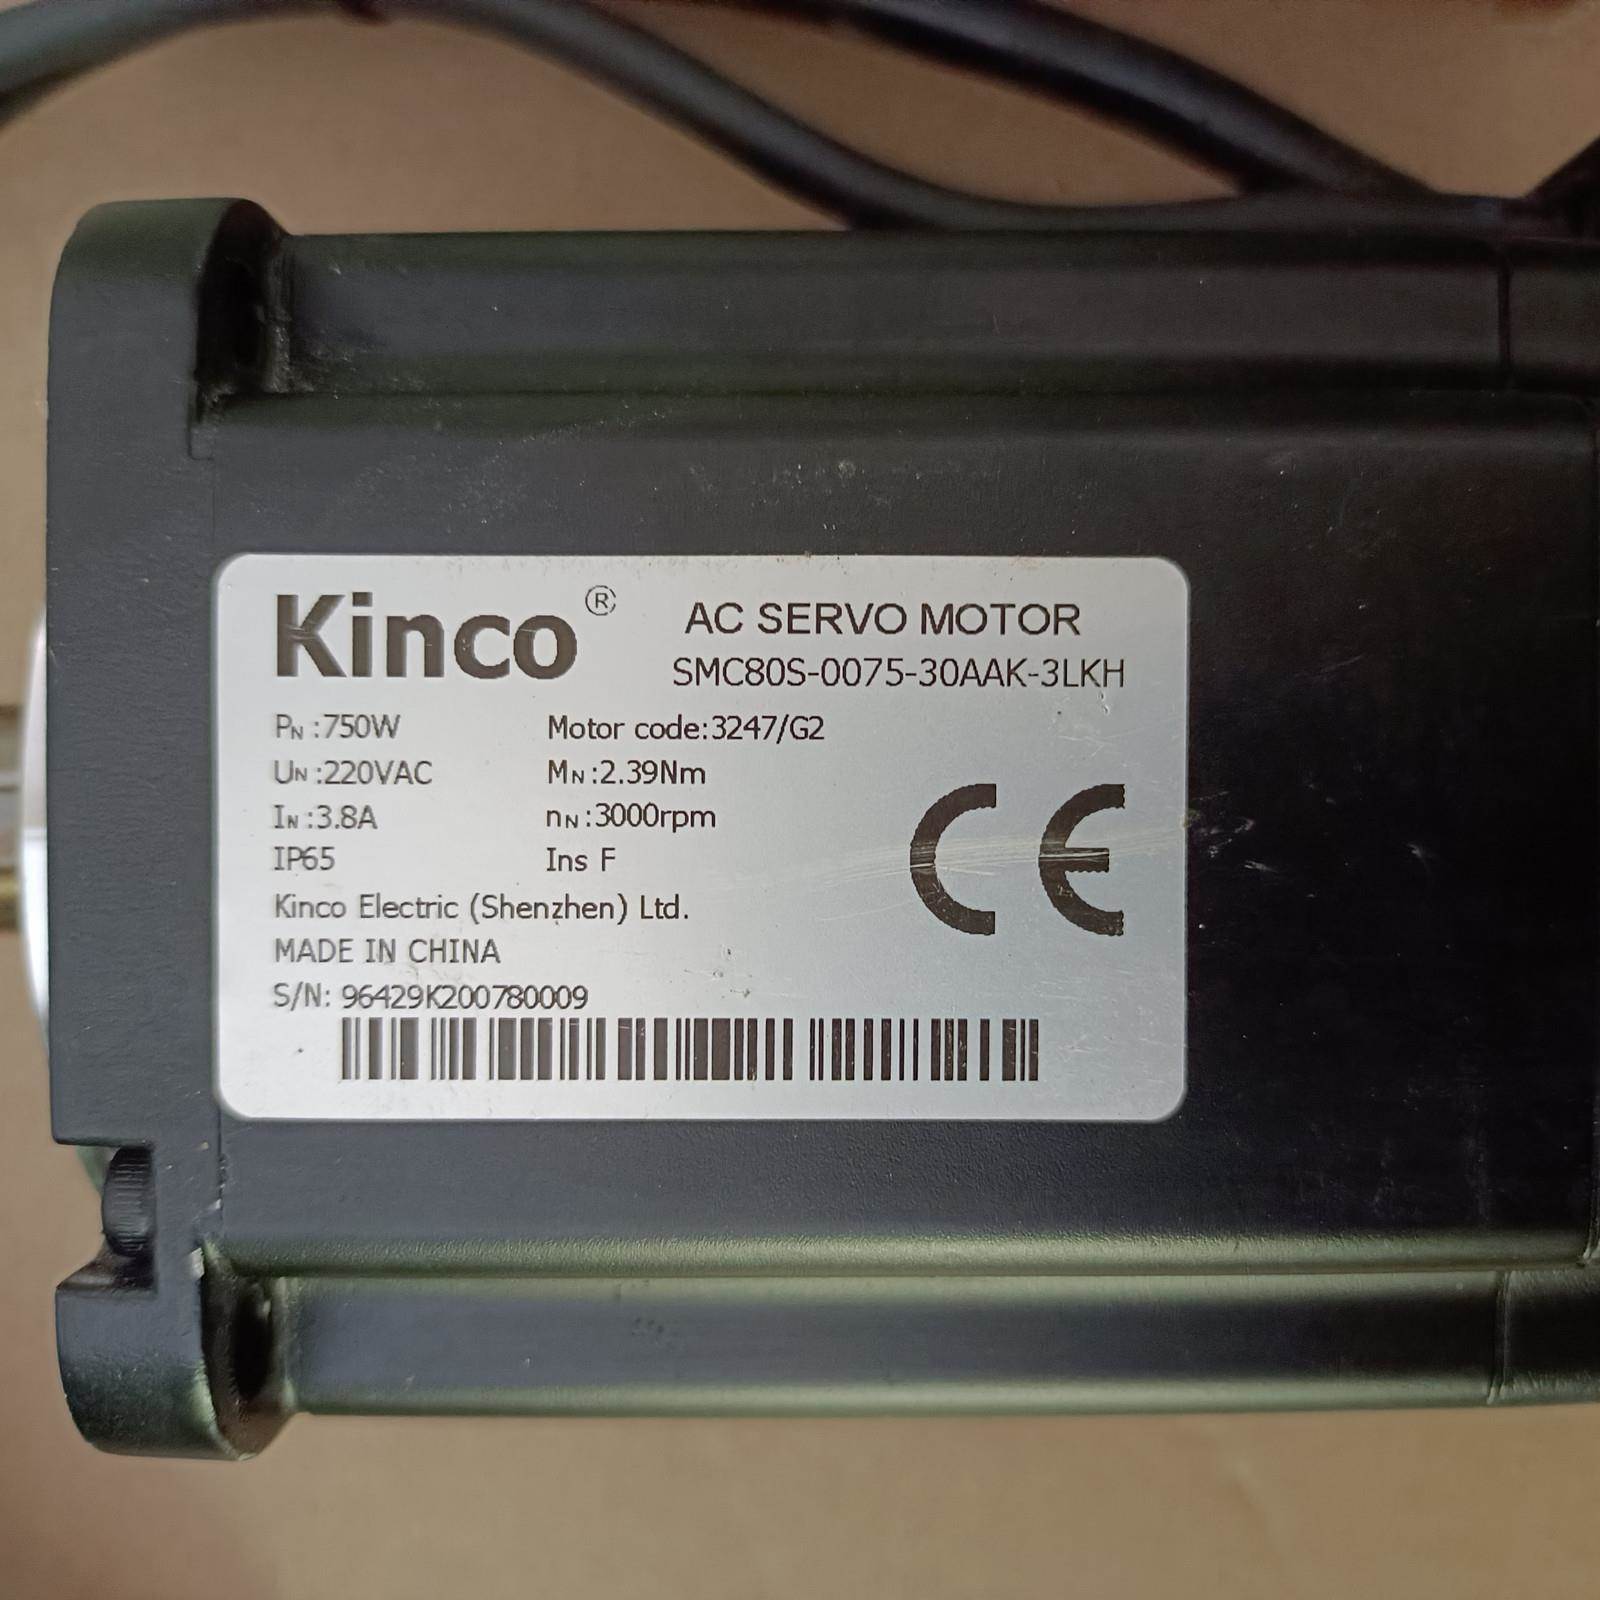 Kinco®
AC SERVO MOTOR
SMC80S-0075-30AAK-3LKH
PN :750W Motor code:3247/G2
UN :220VAC MN :2.39Nm
IN :3.8A nN :3000rpm
IP65 Ins F
Kinco Electric (Shenzhen) Ltd.
MADE IN CHINA
S/N: 96429K200780009
CE